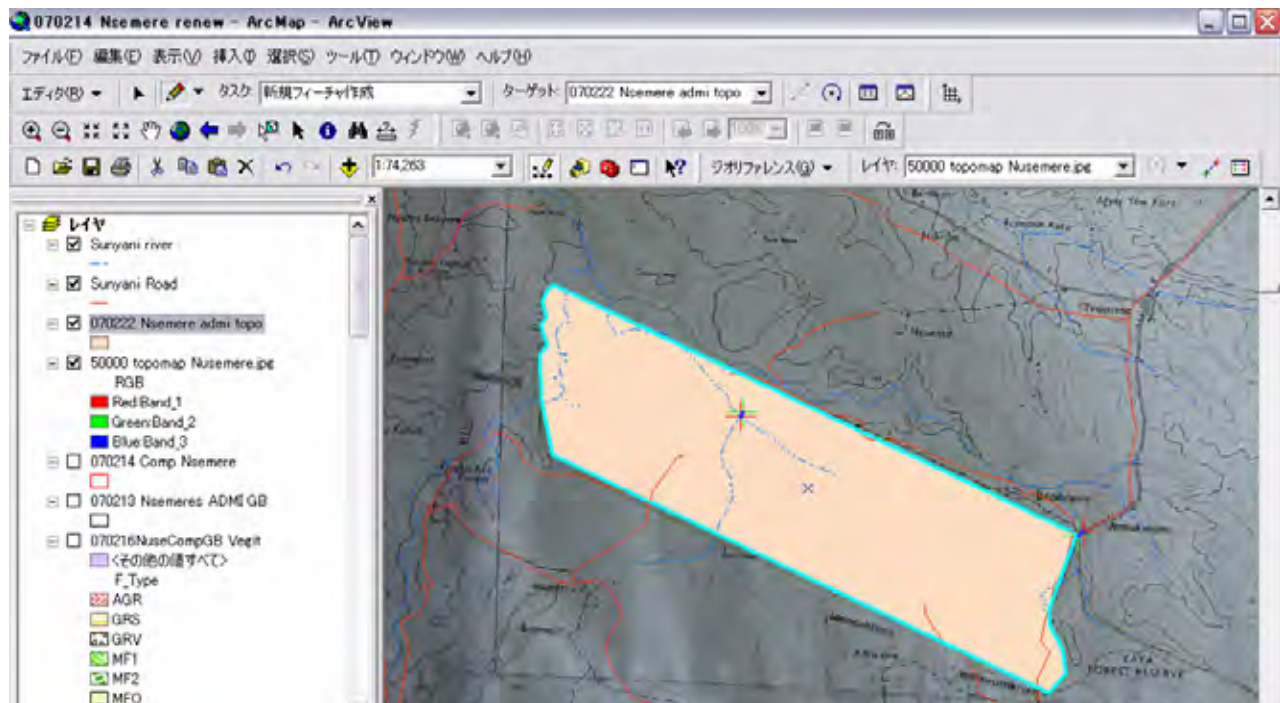 070214 Nsemere renew - ArcMap - ArcView
ファイル(F) 編集(E) 表示(V) 挿入(I) 選択(S) ツール(T) ウィンドウ(W) ヘルプ(H)
エディタ(R) タスク: 新規フィーチャ作成 ターゲット: 070222 Nsemere admi topo
100%
1:74,263 ジオリファレンス(G) レイヤ: 50000 topomap Nusemere.jpg
レイヤ
Sunyani river
Sunyani Road
070222 Nsemere admi topo
50000 topomap Nusemere.jpg
RGB
Red:Band_1
Green:Band_2
Blue:Band_3
070214 Comp Nsemere
070213 Nsemeres ADMI GB
070216NuseCompGB Vegit
<その他の値すべて>
F_Type
AGR
GRS
GRV
MF1
MF2
MFO
FOREST RESERVE